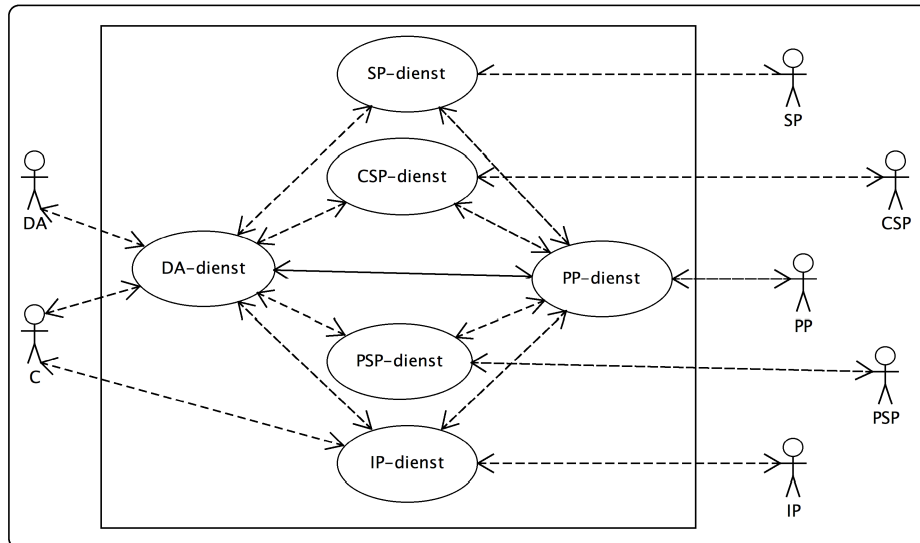 SP-dienst
SP
CSP-dienst
CSP
DA
DA-dienst
PP-dienst
PP
C
PSP-dienst
PSP
IP-dienst
IP